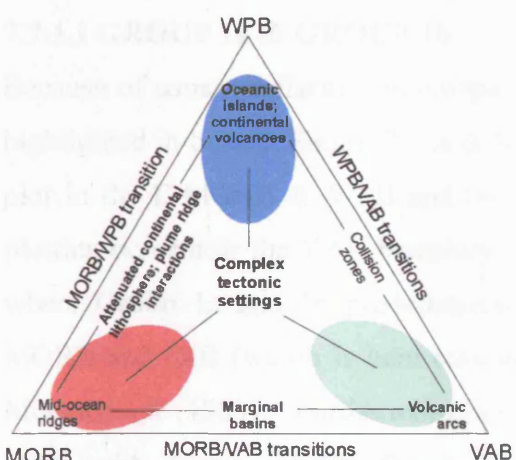 WPB
Oceanic
islands;
continental
volcanoes
MORB/WPB transition
Attenuated continental
lithosphere; plume ridge
interactions
WPB/VAB transitions
Collision
zones
Complex
tectonic
settings
Mid-ocean
ridges
Marginal
basins
Volcanic
arcs
MORB
MORB/VAB transitions
VAB